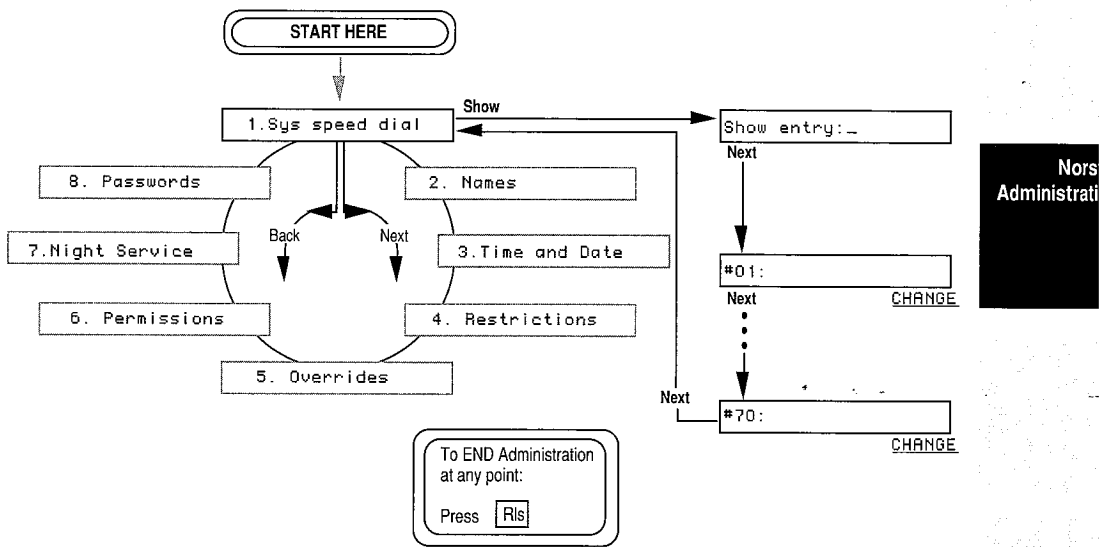 START HERE
1.Sys speed dial
Show
Show entry:_
Next
8. Passwords
2. Names
Nors
Administrati
Back
Next
7.Night Service
3.Time and Date
#01:
Next
CHANGE
6. Permissions
4. Restrictions
5. Overrides
Next
#70:
CHANGE
To END Administration
at any point:
Press Rls